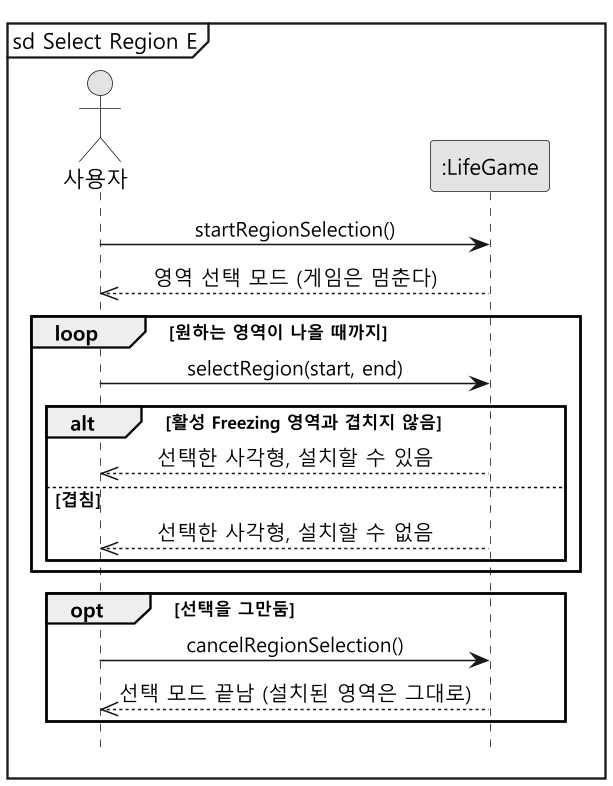 sd Select Region E
사용자
:LifeGame
startRegionSelection()
영역 선택 모드 (게임은 멈춘다)
loop [원하는 영역이 나올 때까지]
selectRegion(start, end)
alt [활성 Freezing 영역과 겹치지 않음]
선택한 사각형, 설치할 수 있음
[겹침]
선택한 사각형, 설치할 수 없음
opt [선택을 그만둠]
cancelRegionSelection()
선택 모드 끝남 (설치된 영역은 그대로)